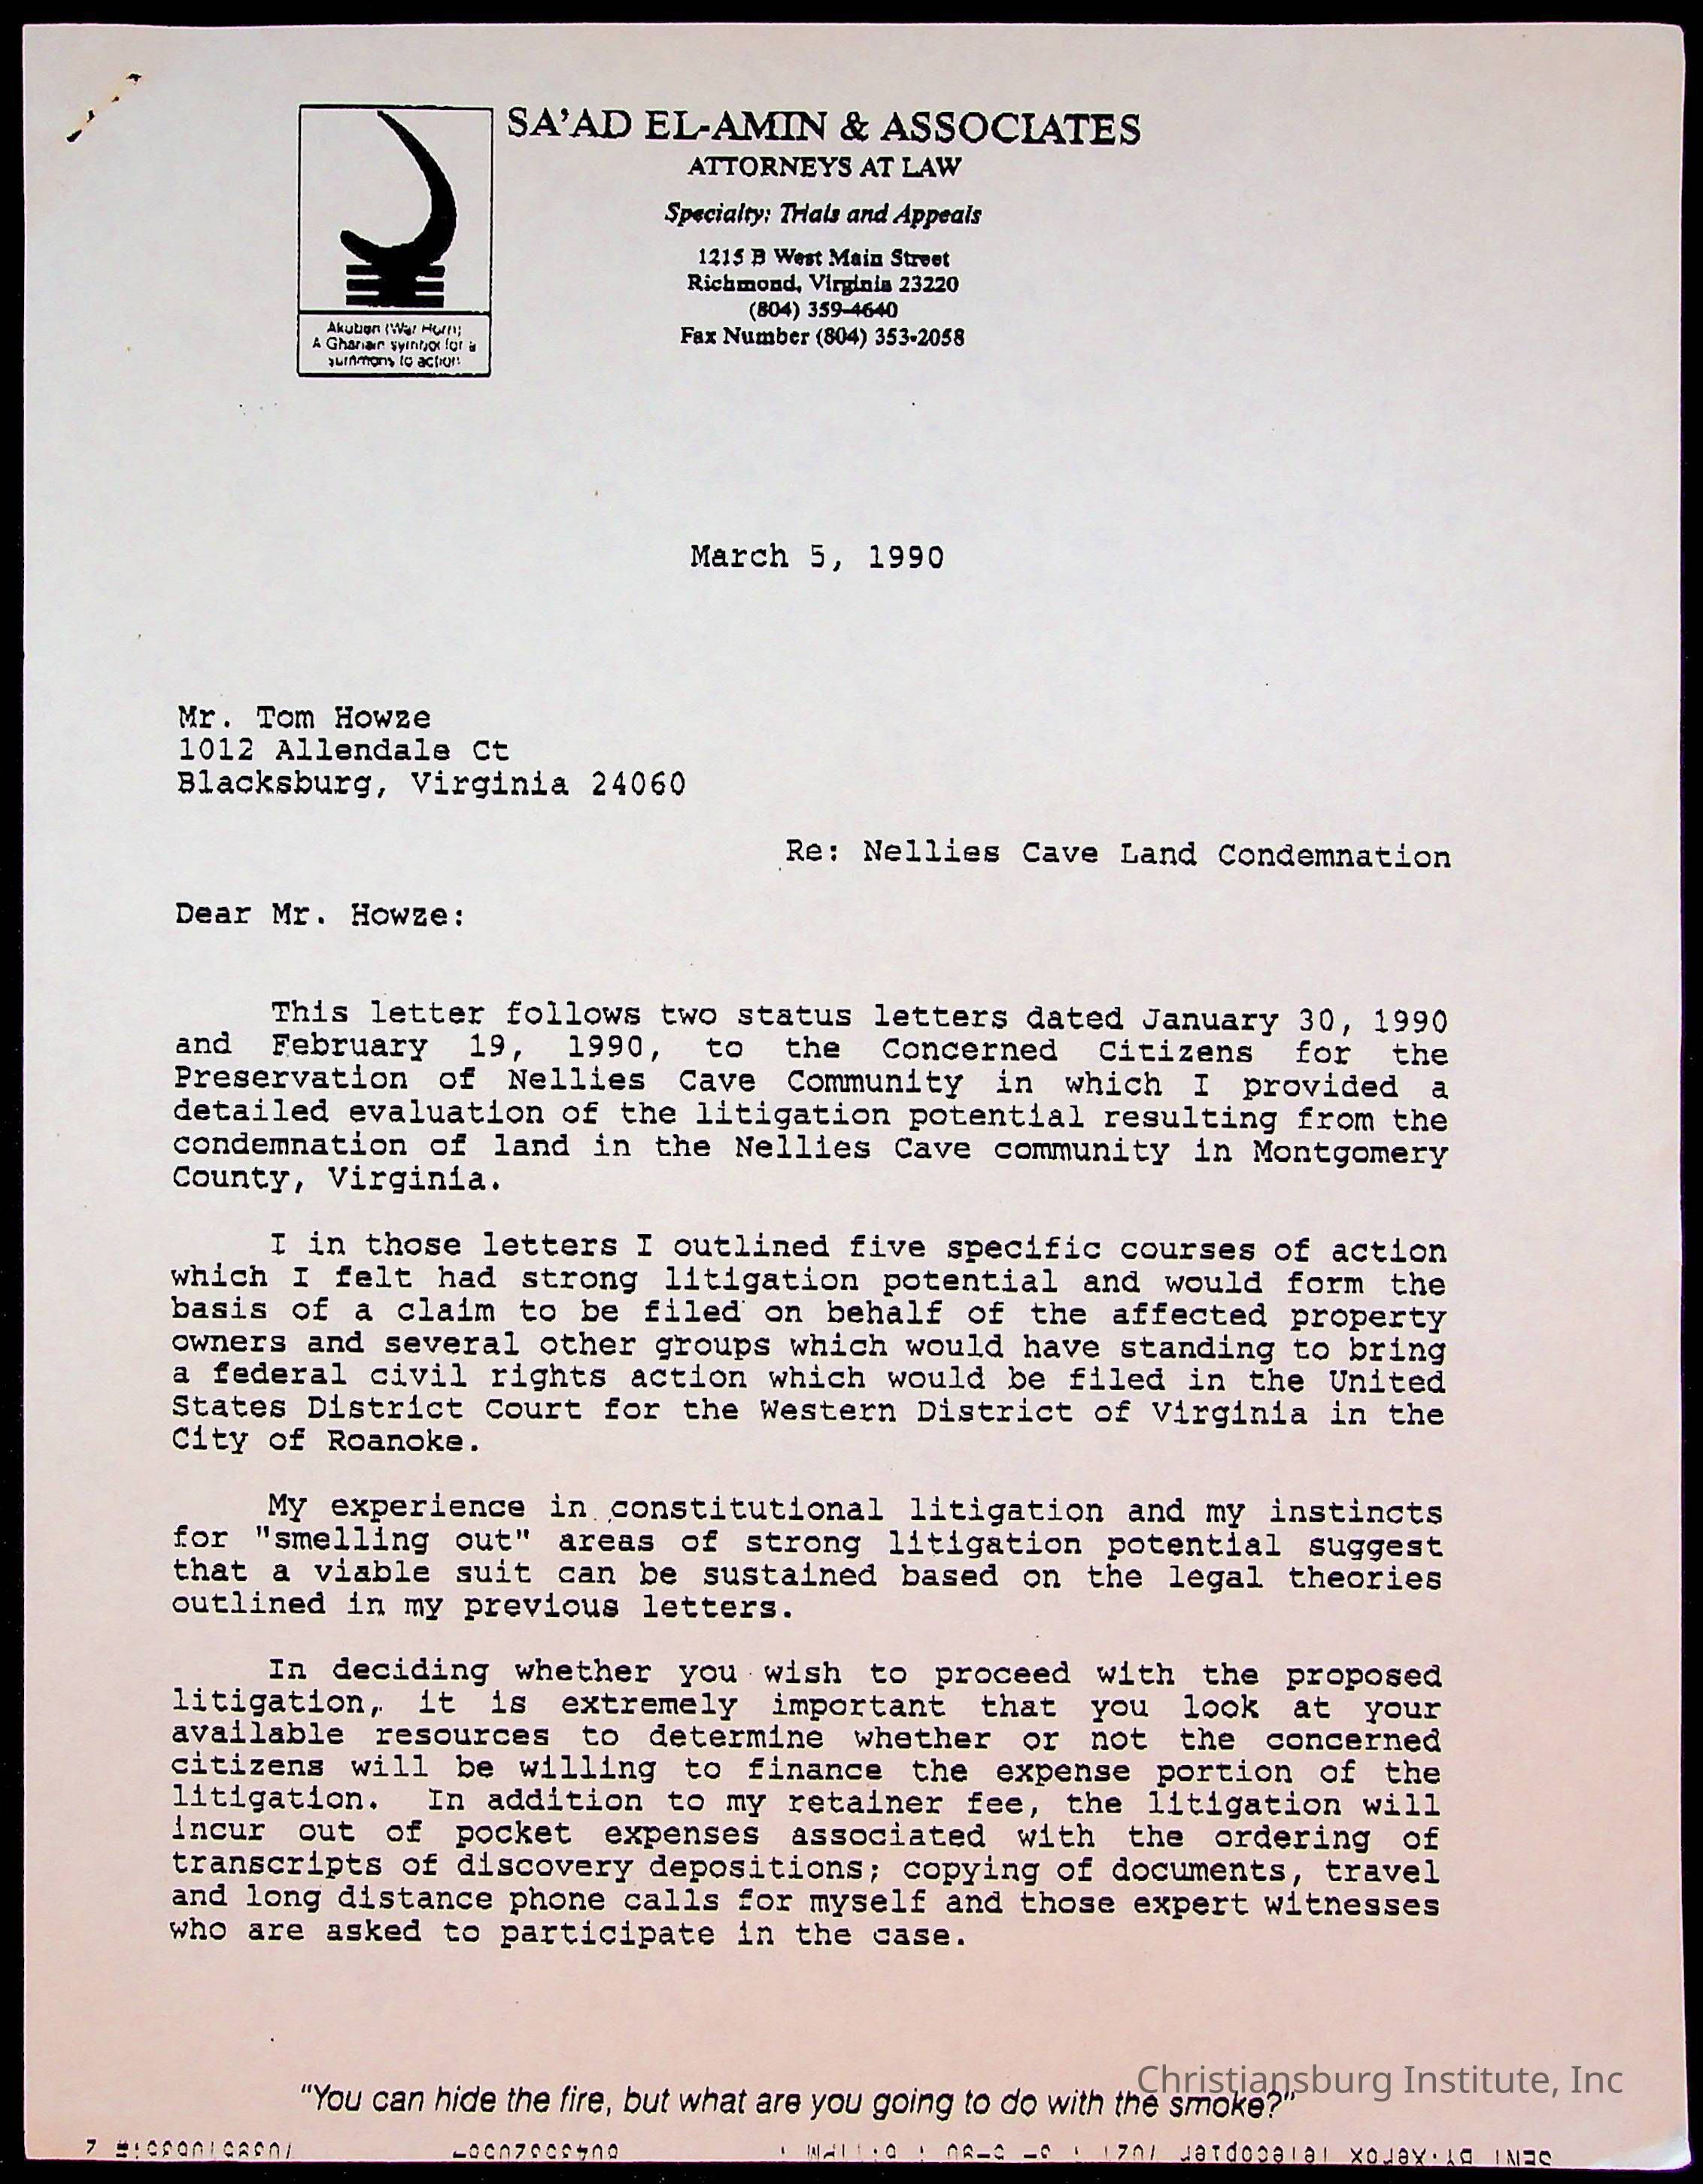 SA'AD EL-AMIN & ASSOCIATES
ATTORNEYS AT LAW
Specialty: Trials and Appeals
1215 B West Main Street
Richmond, Virginia 23220
(804) 359-4640
Fax Number (804) 353-2058
Akuben (War Horn)
A Ghanian symbol for a
summons to action
March 5, 1990
Mr. Tom Howze
1012 Allendale Ct
Blacksburg, Virginia 24060
Re: Nellies Cave Land Condemnation
Dear Mr. Howze:
This letter follows two status letters dated January 30, 1990
and February 19, 1990, to the Concerned Citizens for the
Preservation of Nellies Cave Community in which I provided a
detailed evaluation of the litigation potential resulting from the
condemnation of land in the Nellies Cave community in Montgomery
County, Virginia.
I in those letters I outlined five specific courses of action
which I felt had strong litigation potential and would form the
basis of a claim to be filed on behalf of the affected property
owners and several other groups which would have standing to bring
a federal civil rights action which would be filed in the United
States District Court for the Western District of Virginia in the
City of Roanoke.
My experience in constitutional litigation and my instincts
for "smelling out" areas of strong litigation potential suggest
that a viable suit can be sustained based on the legal theories
outlined in my previous letters.
In deciding whether you wish to proceed with the proposed
litigation, it is extremely important that you look at your
available resources to determine whether or not the concerned
citizens will be willing to finance the expense portion of the
litigation. In addition to my retainer fee, the litigation will
incur out of pocket expenses associated with the ordering of
transcripts of discovery depositions; copying of documents, travel
and long distance phone calls for myself and those expert witnesses
who are asked to participate in the case.
Christiansburg Institute, Inc
"You can hide the fire, but what are you going to do with the smoke?"
SENT BY:Xerox Telecopier 7021